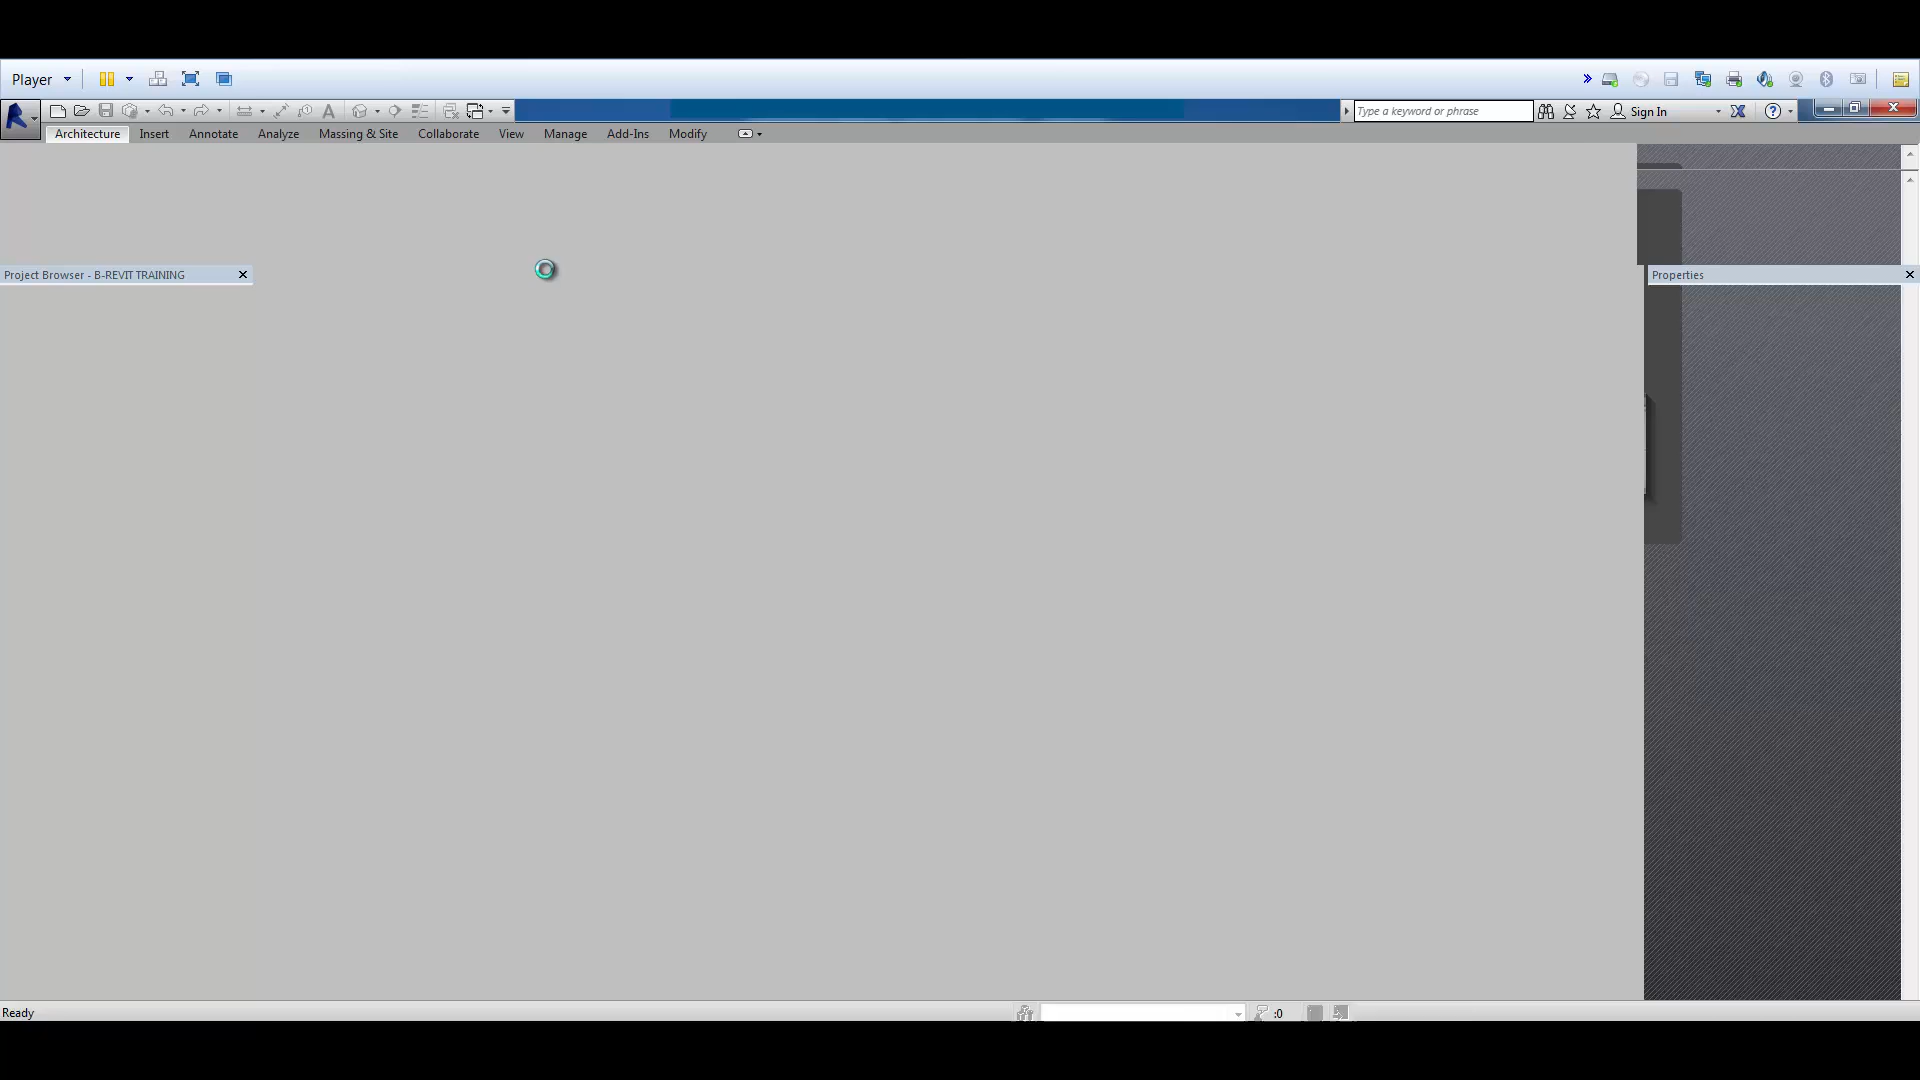 Player
Type a keyword or phrase
Sign In
Architecture Insert Annotate Analyze Massing & Site Collaborate View Manage Add-Ins Modify
Project Browser - B-REVIT TRAINING
Properties
Ready
:0